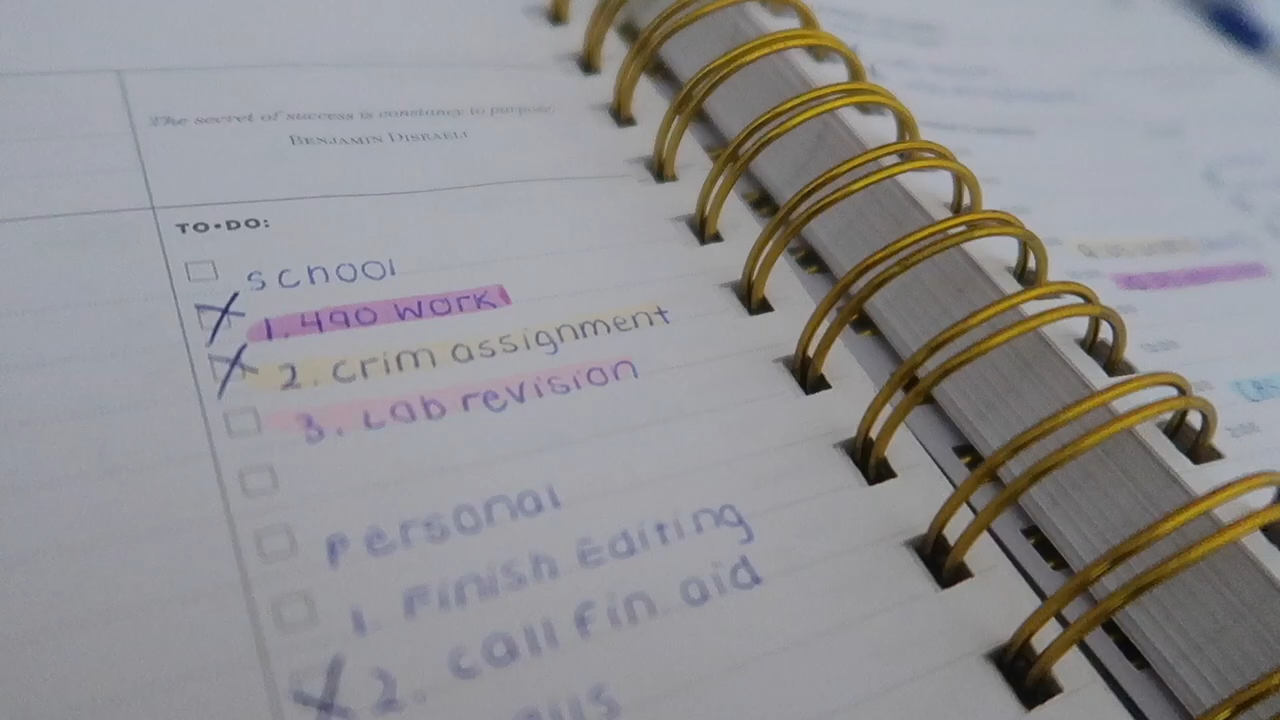 The secret of success is constancy to purpose.
BENJAMIN DISRAELI
TO-DO:
school
1. 490 work
2. crim assignment
3. Lab revision
personal
1. Finish Editing
2. call fin aid